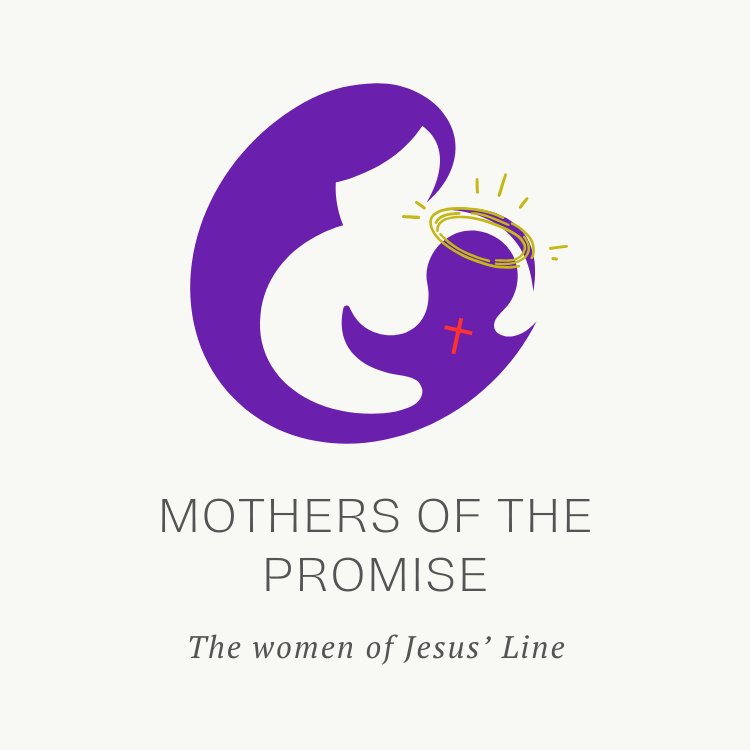 MOTHERS OF THE
PROMISE
The women of Jesus’ Line